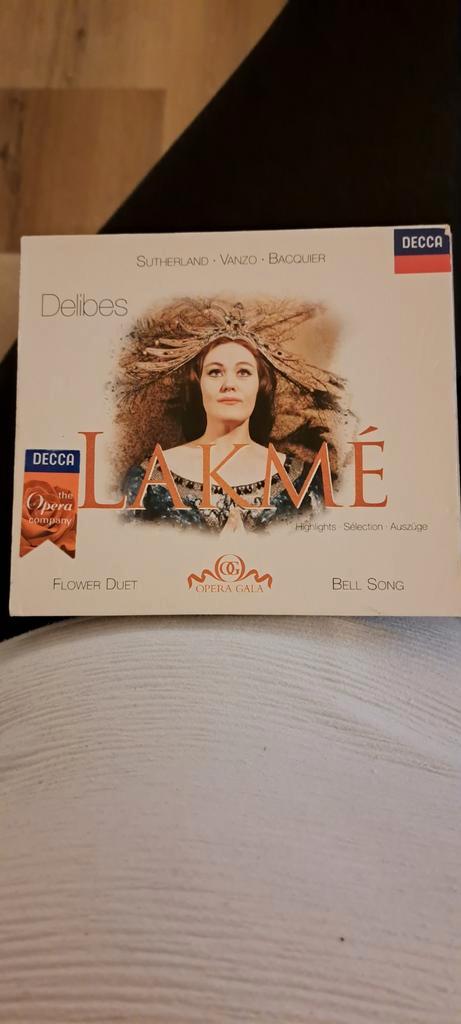 DECCA
SUTHERLAND · VANZO · BACQUIER
Delibes
LAKMÉ
DECCA
the
Opera
company
Highlights · Sélection · Auszüge
FLOWER DUET
OG
OPERA GALA
BELL SONG